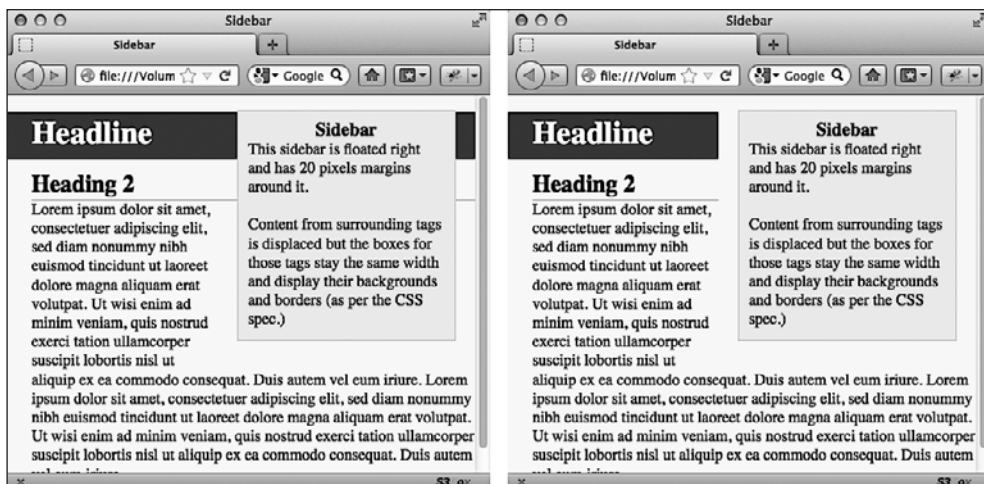 Sidebar
Sidebar
file:///Volum
Google
Headline
Heading 2
Lorem ipsum dolor sit amet,
consectetuer adipiscing elit,
sed diam nonummy nibh
euismod tincidunt ut laoreet
dolore magna aliquam erat
volutpat. Ut wisi enim ad
minim veniam, quis nostrud
exerci tation ullamcorper
suscipit lobortis nisl ut
aliquip ex ea commodo consequat. Duis autem vel eum iriure. Lorem
ipsum dolor sit amet, consectetuer adipiscing elit, sed diam nonummy
nibh euismod tincidunt ut laoreet dolore magna aliquam erat volutpat.
Ut wisi enim ad minim veniam, quis nostrud exerci tation ullamcorper
suscipit lobortis nisl ut aliquip ex ea commodo consequat. Duis autem
Sidebar
This sidebar is floated right
and has 20 pixels margins
around it.
Content from surrounding tags
is displaced but the boxes for
those tags stay the same width
and display their backgrounds
and borders (as per the CSS
spec.)
Sidebar
Sidebar
file:///Volum
Google
Headline
Heading 2
Lorem ipsum dolor sit amet,
consectetuer adipiscing elit,
sed diam nonummy nibh
euismod tincidunt ut laoreet
dolore magna aliquam erat
volutpat. Ut wisi enim ad
minim veniam, quis nostrud
exerci tation ullamcorper
suscipit lobortis nisl ut
aliquip ex ea commodo consequat. Duis autem vel eum iriure. Lorem
ipsum dolor sit amet, consectetuer adipiscing elit, sed diam nonummy
nibh euismod tincidunt ut laoreet dolore magna aliquam erat volutpat.
Ut wisi enim ad minim veniam, quis nostrud exerci tation ullamcorper
suscipit lobortis nisl ut aliquip ex ea commodo consequat. Duis autem
Sidebar
This sidebar is floated right
and has 20 pixels margins
around it.
Content from surrounding tags
is displaced but the boxes for
those tags stay the same width
and display their backgrounds
and borders (as per the CSS
spec.)